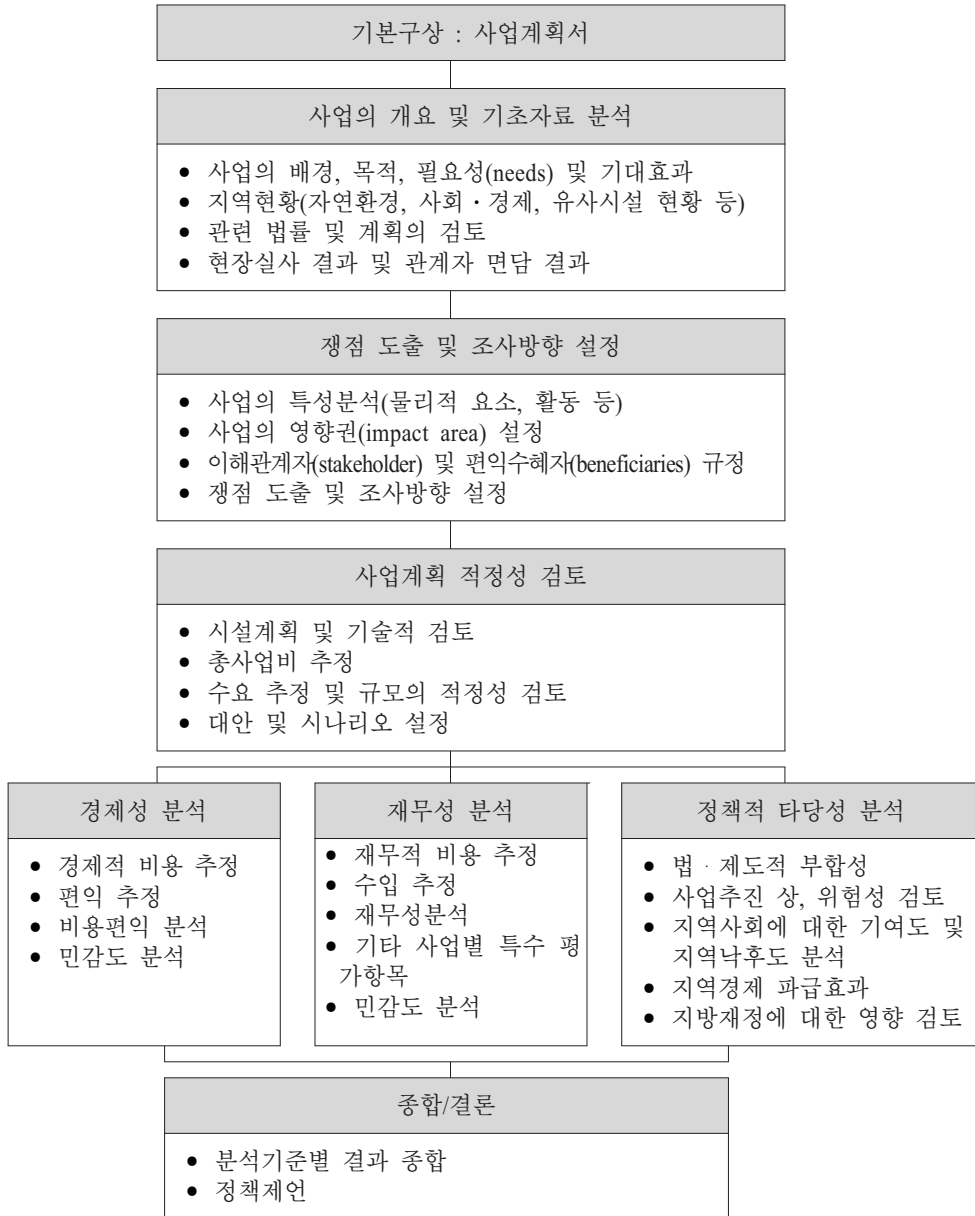 기본구상 : 사업계획서
사업의 개요 및 기초자료 분석
● 사업의 배경, 목적, 필요성(needs) 및 기대효과
● 지역현황(자연환경, 사회・경제, 유사시설 현황 등)
● 관련 법률 및 계획의 검토
● 현장실사 결과 및 관계자 면담 결과
쟁점 도출 및 조사방향 설정
● 사업의 특성분석(물리적 요소, 활동 등)
● 사업의 영향권(impact area) 설정
● 이해관계자(stakeholder) 및 편익수혜자(beneficiaries) 규정
● 쟁점 도출 및 조사방향 설정
사업계획 적정성 검토
● 시설계획 및 기술적 검토
● 총사업비 추정
● 수요 추정 및 규모의 적정성 검토
● 대안 및 시나리오 설정
경제성 분석
● 경제적 비용 추정
● 편익 추정
● 비용편익 분석
● 민감도 분석
재무성 분석
● 재무적 비용 추정
● 수입 추정
● 재무성분석
● 기타 사업별 특수 평
가항목
● 민감도 분석
정책적 타당성 분석
● 법 · 제도적 부합성
● 사업추진 상, 위험성 검토
● 지역사회에 대한 기여도 및
지역낙후도 분석
● 지역경제 파급효과
● 지방재정에 대한 영향 검토
종합/결론
● 분석기준별 결과 종합
● 정책제언